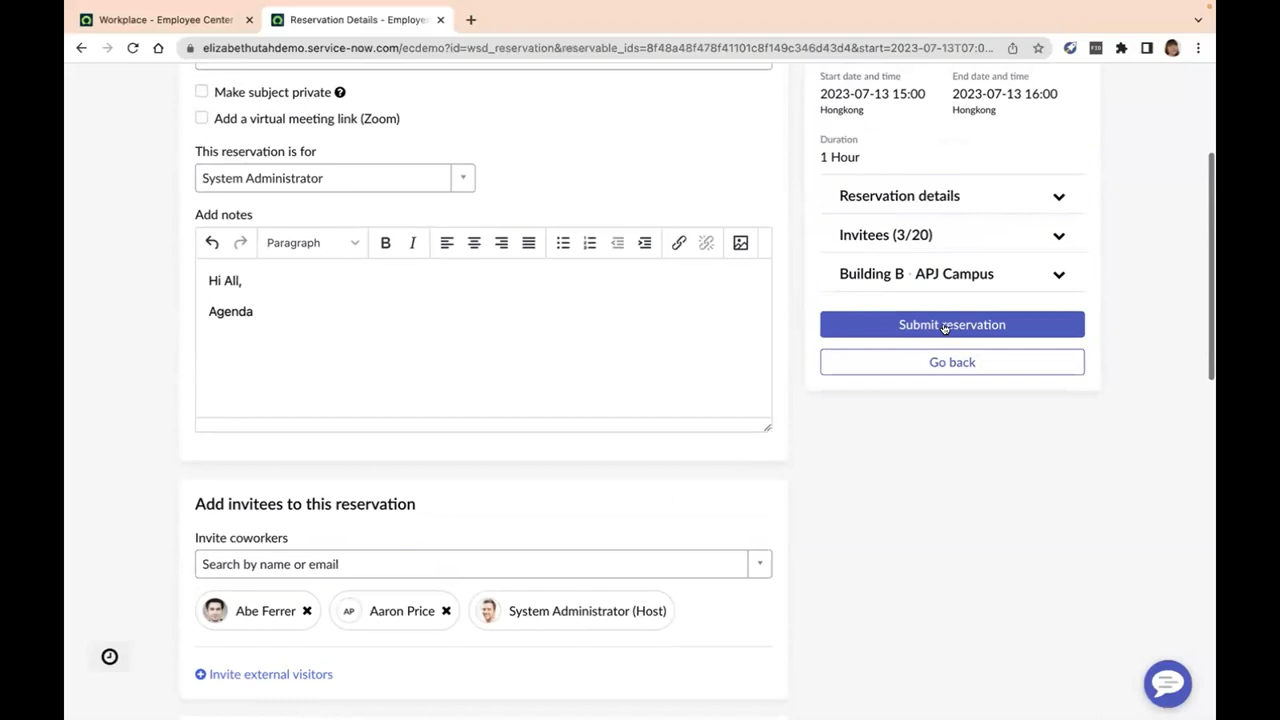 Workplace - Employee Center
Reservation Details - Employe
elizabethutahdemo.service-now.com/ecdemo?id=wsd_reservation&reservable_ids=8f48a48f478f41101c8f149c346d43d4&start=2023-07-13T07:0...
Make subject private
Add a virtual meeting link (Zoom)
This reservation is for
System Administrator
Add notes
Paragraph
B I
Hi All,
Agenda
Add invitees to this reservation
Invite coworkers
Search by name or email
Abe Ferrer
AP Aaron Price
System Administrator (Host)
Invite external visitors
Start date and time
2023-07-13 15:00
Hongkong
End date and time
2023-07-13 16:00
Hongkong
Duration
1 Hour
Reservation details
Invitees (3/20)
Building B · APJ Campus
Submit reservation
Go back